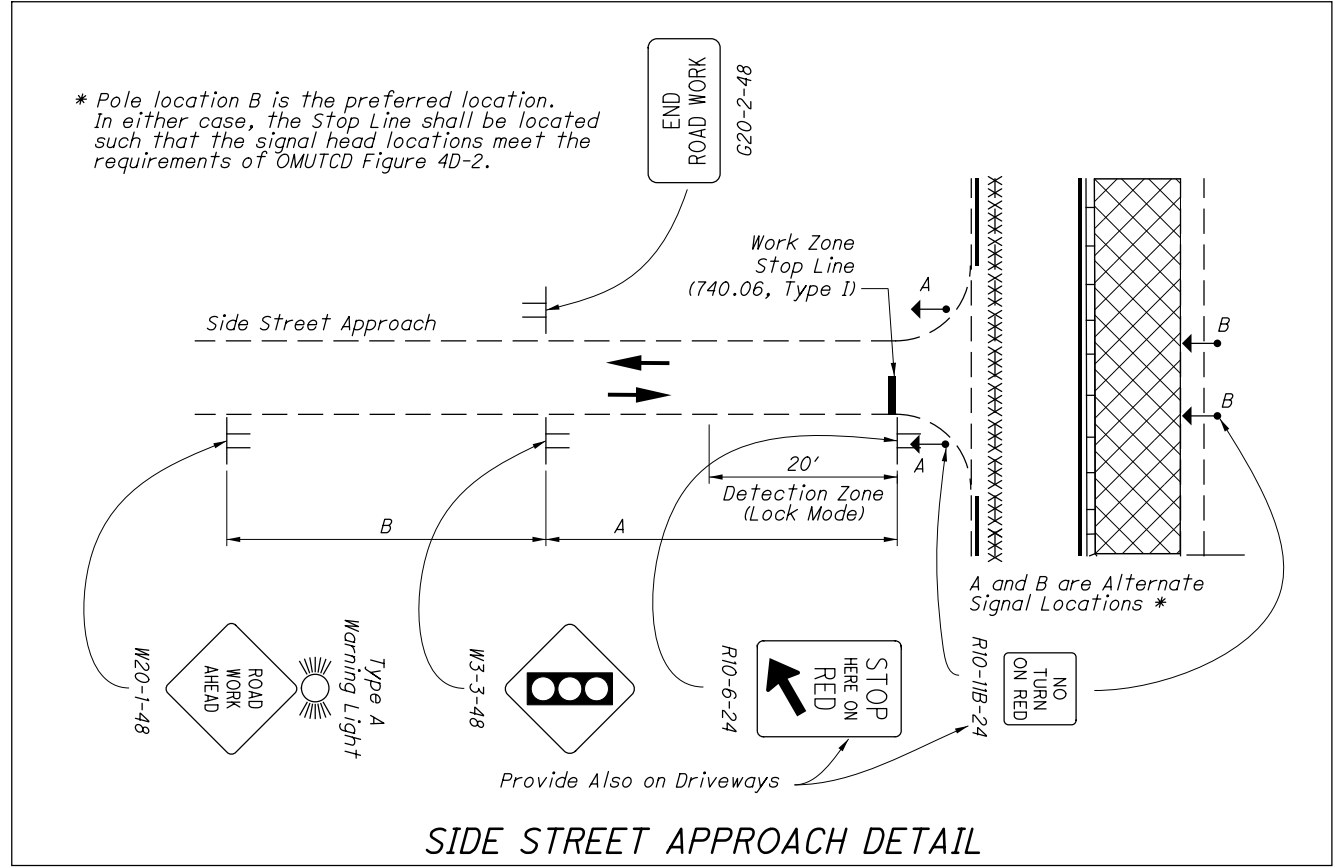 * Pole location B is the preferred location.
In either case, the Stop Line shall be located
such that the signal head locations meet the
requirements of OMUTCD Figure 4D-2.
END
ROAD WORK
G20-2-48
Work Zone
Stop Line
(740.06, Type I)
A
Side Street Approach
B
B
A
20'
Detection Zone
(Lock Mode)
B
A
A and B are Alternate
Signal Locations *
W20-1-48
ROAD
WORK
AHEAD
Type A
Warning Light
W3-3-48
R10-6-24
STOP
HERE ON
RED
R10-11B-24
NO
TURN
ON RED
Provide Also on Driveways
SIDE STREET APPROACH DETAIL